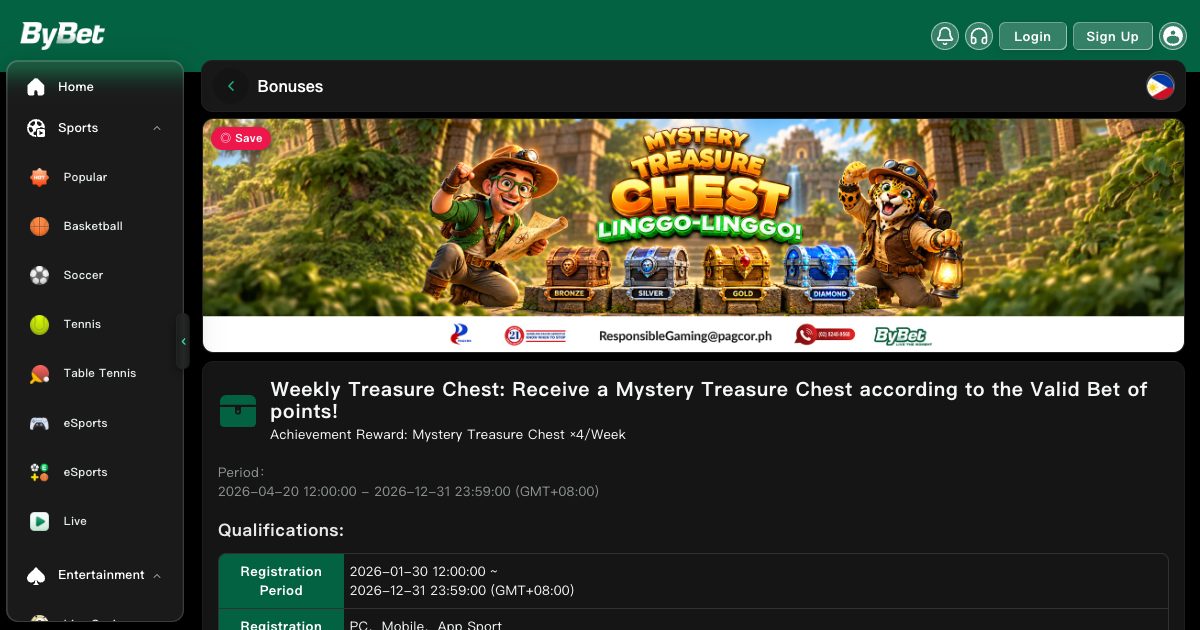 ByBet
Login
Sign Up
Home
Sports
Popular
Basketball
Soccer
Tennis
Table Tennis
eSports
eSports
Live
Entertainment
Bonuses
Save
MYSTERY
TREASURE
CHEST
LINGGO-LINGGO!
BRONZE
SILVER
GOLD
DIAMOND
21
ResponsibleGaming@pagcor.ph
ByBet
Weekly Treasure Chest: Receive a Mystery Treasure Chest according to the Valid Bet of
points!
Achievement Reward: Mystery Treasure Chest ×4/Week
Period:
2026-04-20 12:00:00 - 2026-12-31 23:59:00 (GMT+08:00)
Qualifications:
Registration
Period
2026-01-30 12:00:00 ~
2026-12-31 23:59:00 (GMT+08:00)
Registration
PC、Mobile、App Sport